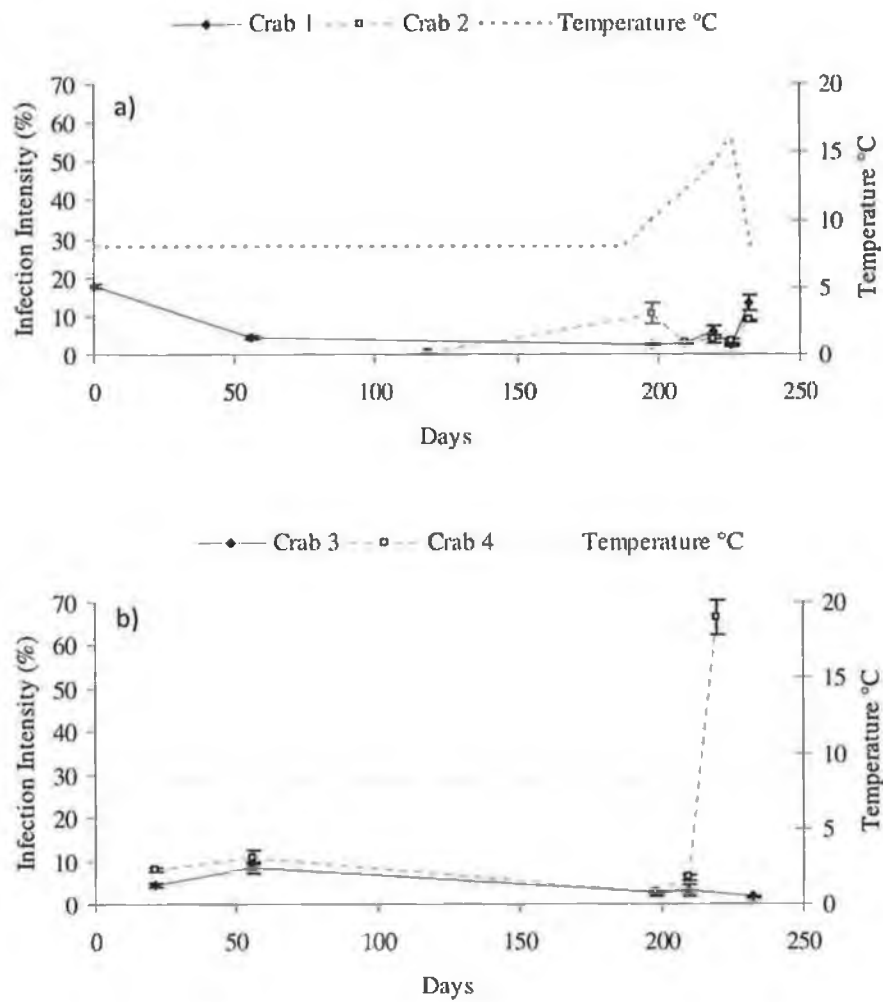 Crab 1 Crab 2 Temperature °C
a)
70
60
50
40
30
20
10
0
Infection Intensity (%)
20
15
10
5
0
Temperature °C
0 50 100 150 200 250
Days
Crab 3 Crab 4 Temperature °C
b)
70
60
50
40
30
20
10
0
Infection Intensity (%)
20
15
10
5
0
Temperature °C
0 50 100 150 200 250
Days